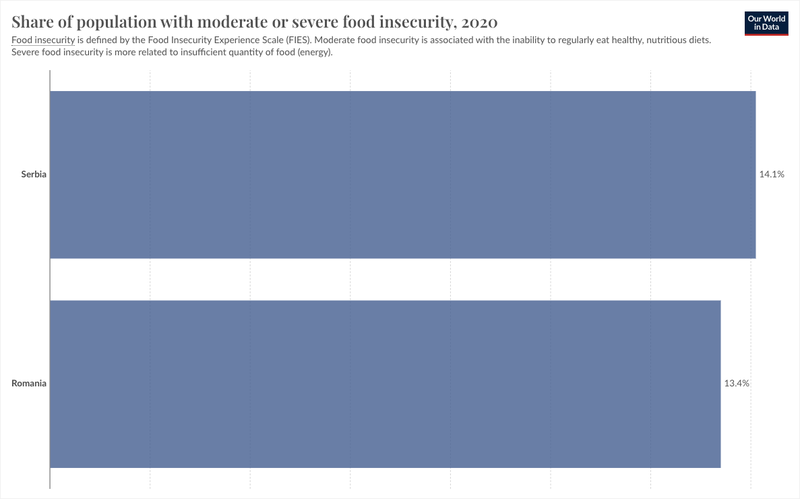 Share of population with moderate or severe food insecurity, 2020
Our World
in Data
Food insecurity is defined by the Food Insecurity Experience Scale (FIES). Moderate food insecurity is associated with the inability to regularly eat healthy, nutritious diets.
Severe food insecurity is more related to insufficient quantity of food (energy).
Serbia
14.1%
Romania
13.4%